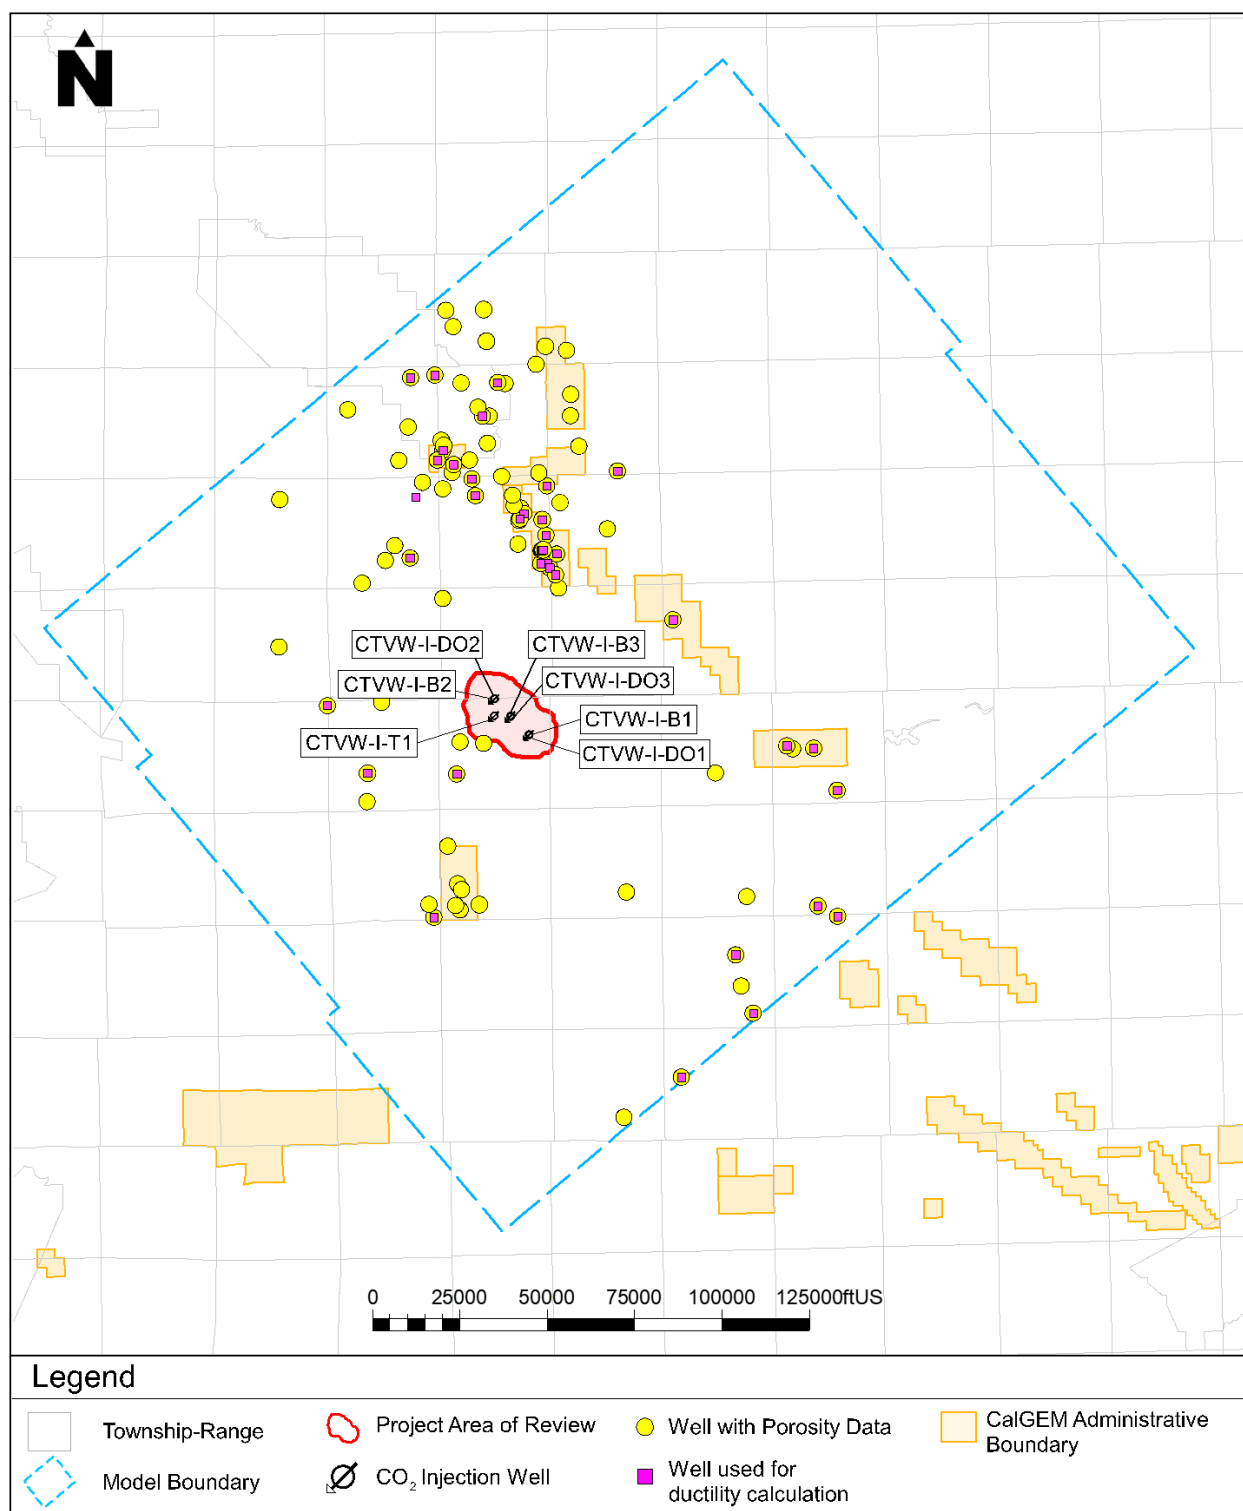 N
CTVW-I-DO2
CTVW-I-B3
CTVW-I-B2
CTVW-I-DO3
CTVW-I-B1
CTVW-I-T1
CTVW-I-DO1
0 25000 50000 75000 100000 125000ftUS
Legend
Township-Range
Model Boundary
Project Area of Review
CO2 Injection Well
Well with Porosity Data
Well used for
ductility calculation
CalGEM Administrative
Boundary